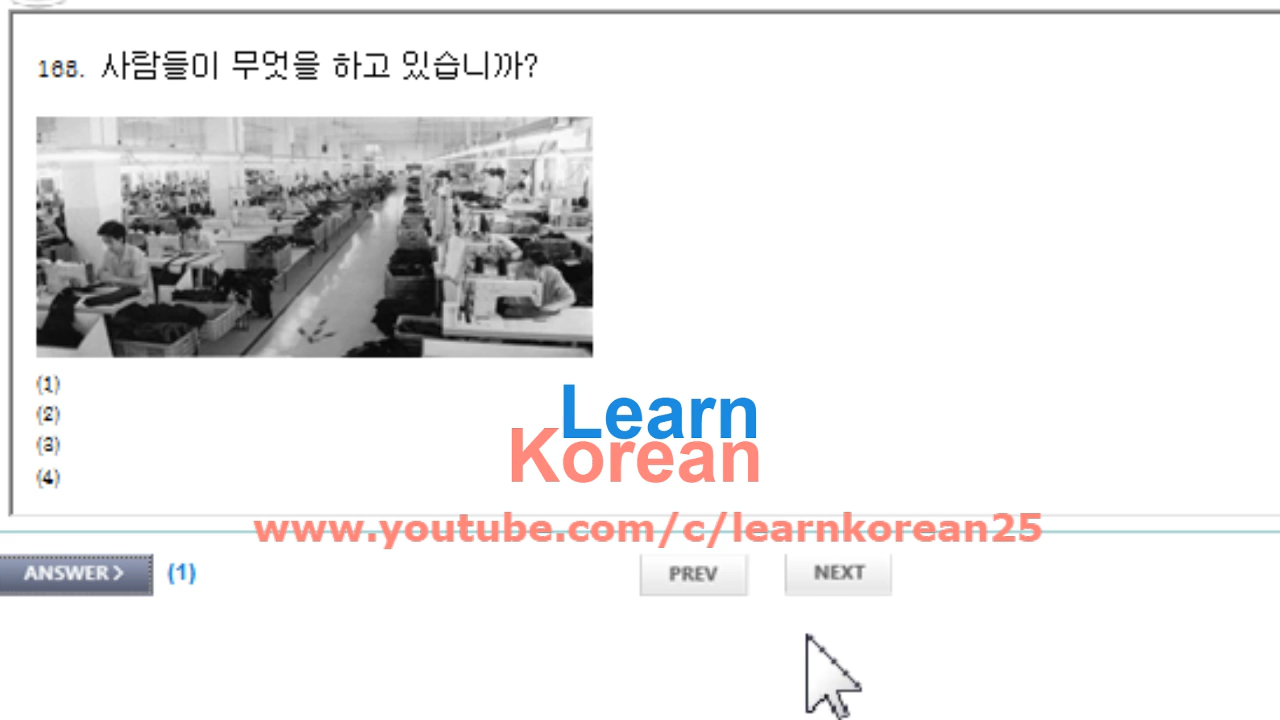 168. 사람들이 무엇을 하고 있습니까?
(1)
(2)
(3)
(4)
Learn
Korean
www.youtube.com/c/learnkorean25
ANSWER > (1) PREV NEXT